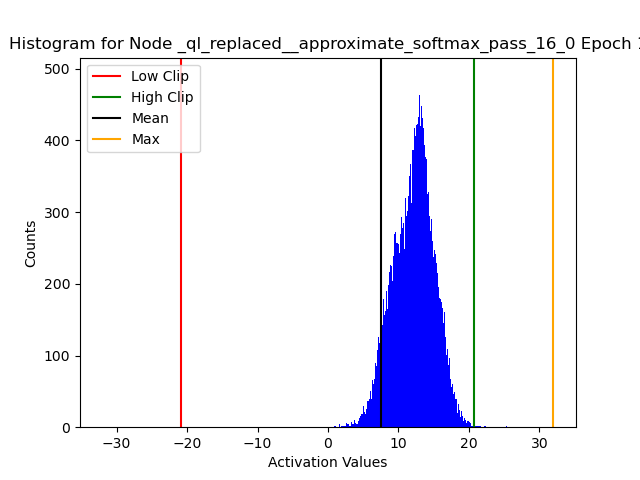 Histogram for Node _ql_replaced__approximate_softmax_pass_16_0 Epoch
Low Clip
High Clip
Mean
Max
Counts
500
400
300
200
100
0
−30
−20
−10
0
10
20
30
Activation Values